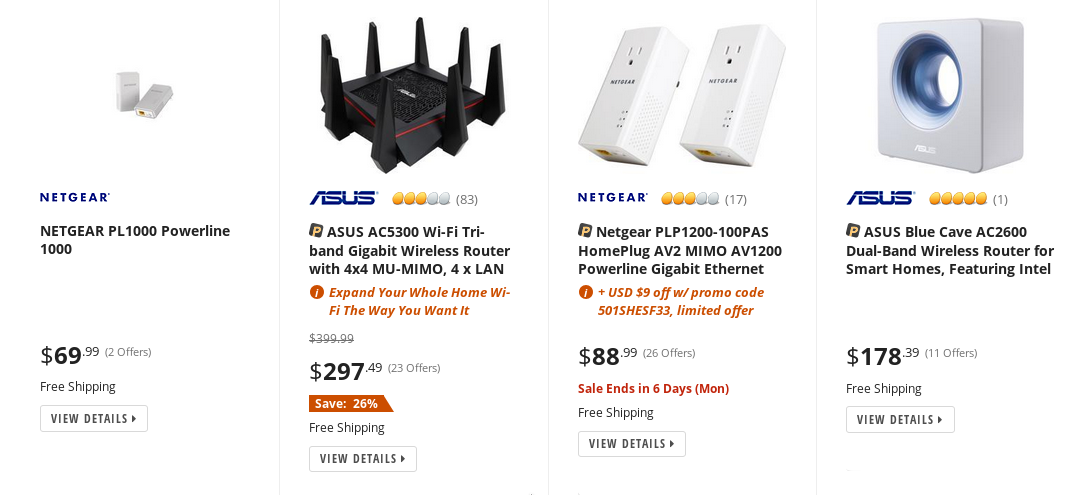 NETGEAR
NETGEAR PL1000 Powerline
1000
$69.99 (2 Offers)
Free Shipping
VIEW DETAILS
ASUS
ASUS (83)
P ASUS AC5300 Wi-Fi Tri-
band Gigabit Wireless Router
with 4x4 MU-MIMO, 4 x LAN
i Expand Your Whole Home Wi-
Fi The Way You Want It
$399.99
$297.49 (23 Offers)
Save: 26%
Free Shipping
VIEW DETAILS
NETGEAR
NETGEAR
NETGEAR (17)
P Netgear PLP1200-100PAS
HomePlug AV2 MIMO AV1200
Powerline Gigabit Ethernet
i + USD $9 off w/ promo code
501SHESF33, limited offer
$88.99 (26 Offers)
Sale Ends in 6 Days (Mon)
Free Shipping
VIEW DETAILS
ASUS
ASUS (1)
P ASUS Blue Cave AC2600
Dual-Band Wireless Router for
Smart Homes, Featuring Intel
$178.39 (11 Offers)
Free Shipping
VIEW DETAILS